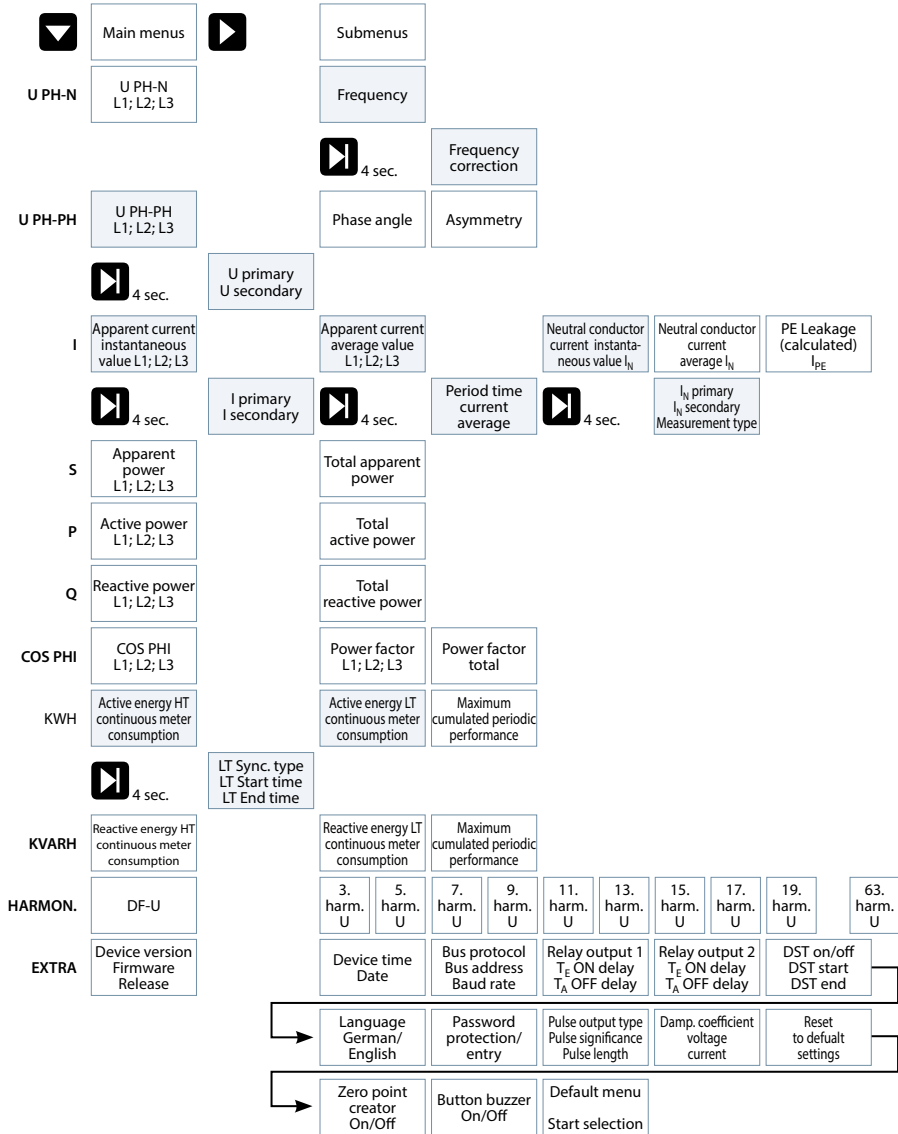 Main menus
Submenus
U PH-N
U PH-N
L1; L2; L3
Frequency
4 sec.
Frequency
correction
U PH-PH
U PH-PH
L1; L2; L3
Phase angle
Asymmetry
4 sec.
U primary
U secondary
I
Apparent current
instantaneous
value L1; L2; L3
Apparent current
average value
L1; L2; L3
Neutral conductor
current instanta-
neous value IN
Neutral conductor
current
average IN
PE Leakage
(calculated)
IPE
4 sec.
I primary
I secondary
4 sec.
Period time
current
average
4 sec.
IN primary
IN secondary
Measurement type
S
Apparent
power
L1; L2; L3
Total apparent
power
P
Active power
L1; L2; L3
Total
active power
Q
Reactive power
L1; L2; L3
Total
reactive power
COS PHI
COS PHI
L1; L2; L3
Power factor
L1; L2; L3
Power factor
total
KWH
Active energy HT
continuous meter
consumption
Active energy LT
continuous meter
consumption
Maximum
cumulated periodic
performance
4 sec.
LT Sync. type
LT Start time
LT End time
KVARH
Reactive energy HT
continuous meter
consumption
Reactive energy LT
continuous meter
consumption
Maximum
cumulated periodic
performance
HARMON.
DF-U
3.
harm.
U
5.
harm.
U
7.
harm.
U
9.
harm.
U
11.
harm.
U
13.
harm.
U
15.
harm.
U
17.
harm.
U
19.
harm.
U
63.
harm.
U
EXTRA
Device version
Firmware
Release
Device time
Date
Bus protocol
Bus address
Baud rate
Relay output 1
TE ON delay
TA OFF delay
Relay output 2
TE ON delay
TA OFF delay
DST on/off
DST start
DST end
Language
German/
English
Password
protection/
entry
Pulse output type
Pulse significance
Pulse length
Damp. coefficient
voltage
current
Reset
to defualt
settings
Zero point
creator
On/Off
Button buzzer
On/Off
Default menu
Start selection